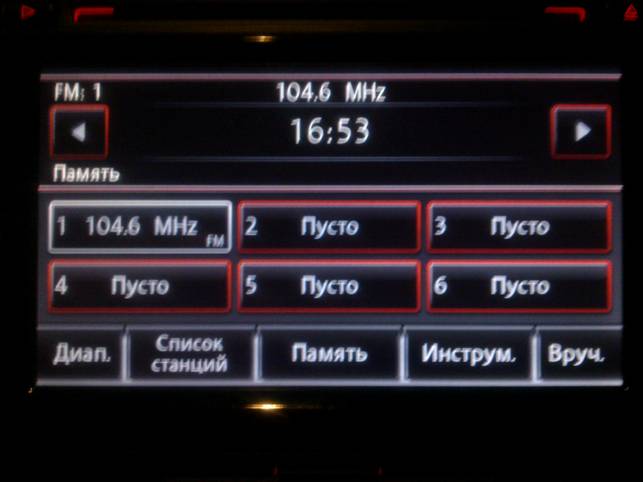 FM: 1 104.6 MHz
16:53
Память
1 104.6 MHz FM
2 Пусто
3 Пусто
4 Пусто
5 Пусто
6 Пусто
Диап.
Список
станций
Память
Инструм.
Вруч.